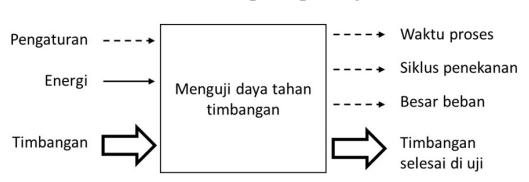 Pengaturan
Energi
Timbangan
Menguji daya tahan
timbangan
Waktu proses
Siklus penekanan
Besar beban
Timbangan
selesai di uji